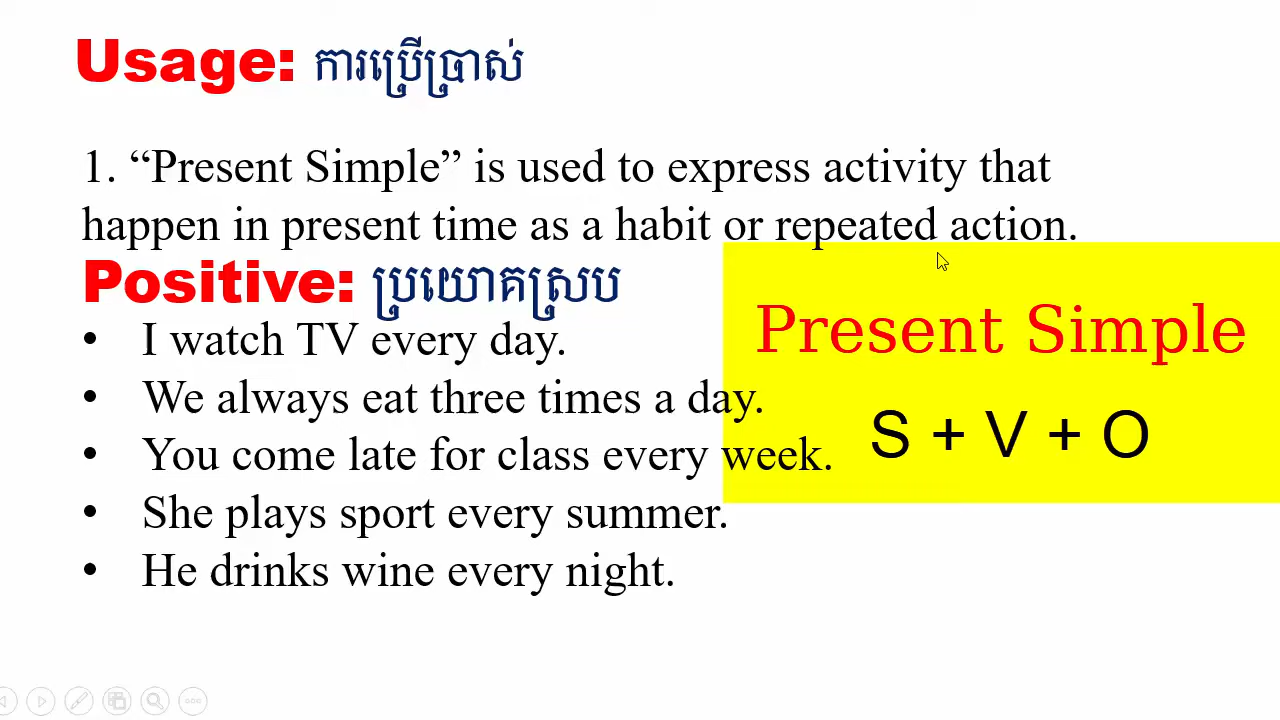 Usage: ការប្រើប្រាស់
1. “Present Simple” is used to express activity that
happen in present time as a habit or repeated action.
Positive: ប្រយោគស្រប
• I watch TV every day.
• We always eat three times a day.
• You come late for class every week.
• She plays sport every summer.
• He drinks wine every night.
Present Simple
S + V + O